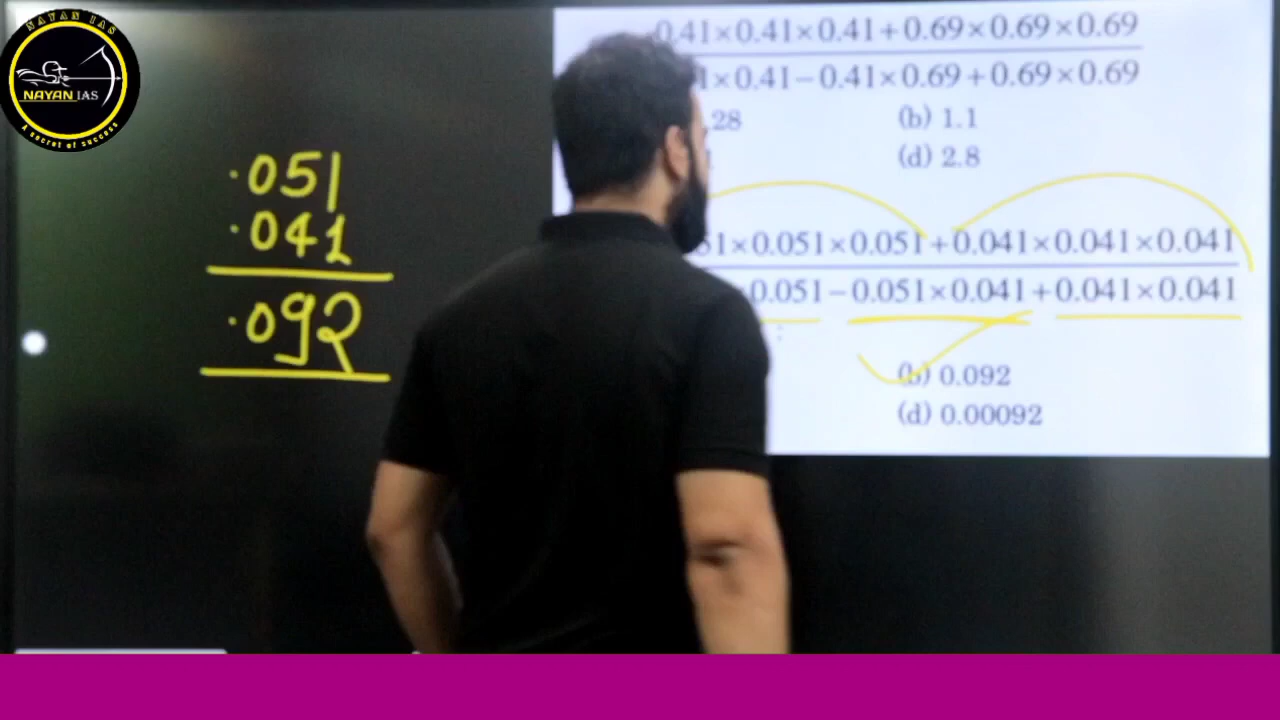 NAYAN IAS
NAYAN IAS
A secret of success
.051
.041
.092
0.41×0.41×0.41+0.69×0.69×0.69
1×0.41−0.41×0.69+0.69×0.69
.28
(b) 1.1
(d) 2.8
51×0.051×0.051+0.041×0.041×0.041
×0.051−0.051×0.041+0.041×0.041
(b) 0.092
(d) 0.00092